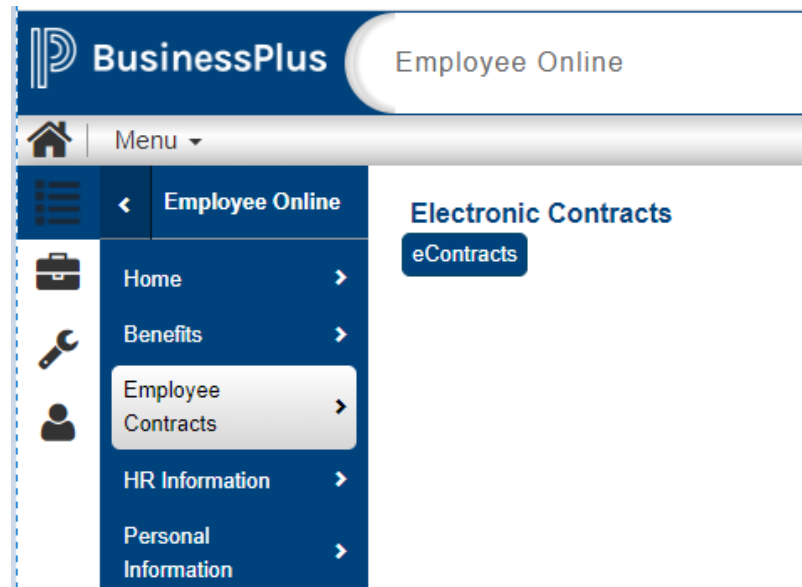 BusinessPlus
Employee Online
Menu
Employee Online
Home
Benefits
Employee
Contracts
HR Information
Personal
Information
Electronic Contracts
eContracts